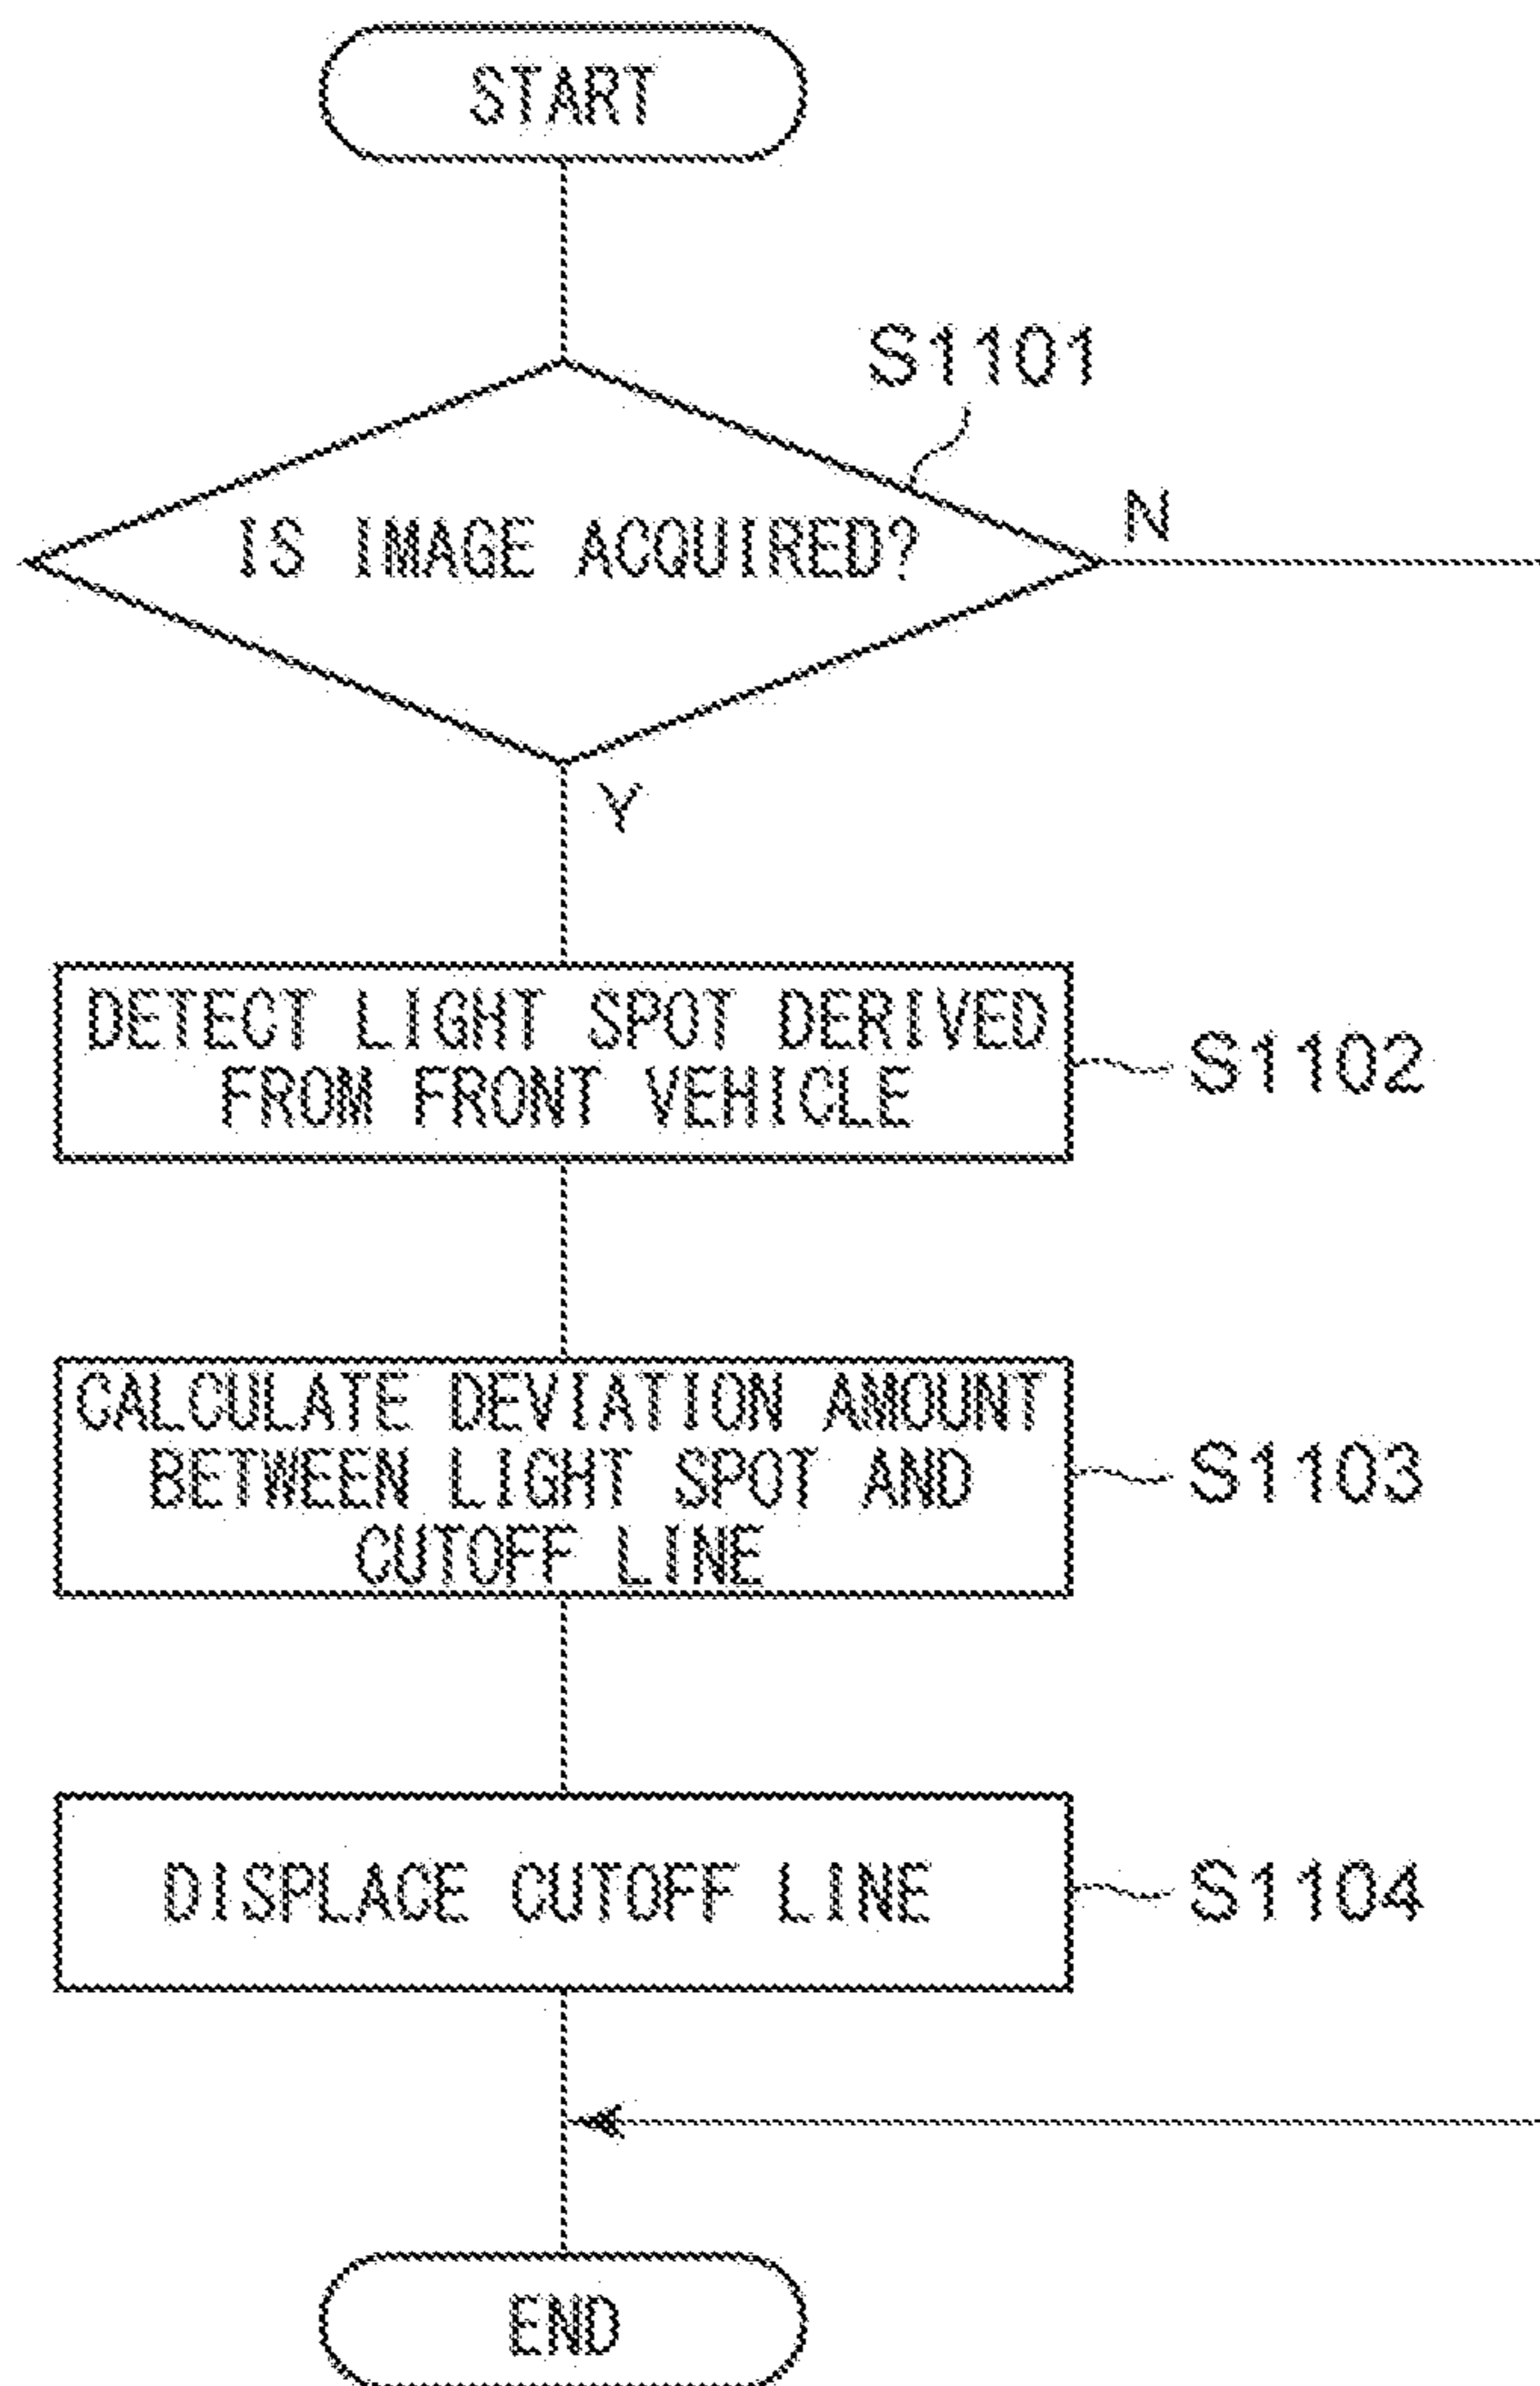 START
S1101
IS IMAGE ACQUIRED?
N
Y
DETECT LIGHT SPOT DERIVED
FROM FRONT VEHICLE
S1102
CALCULATE DEVIATION AMOUNT
BETWEEN LIGHT SPOT AND
CUTOFF LINE
S1103
DISPLACE CUTOFF LINE
S1104
END